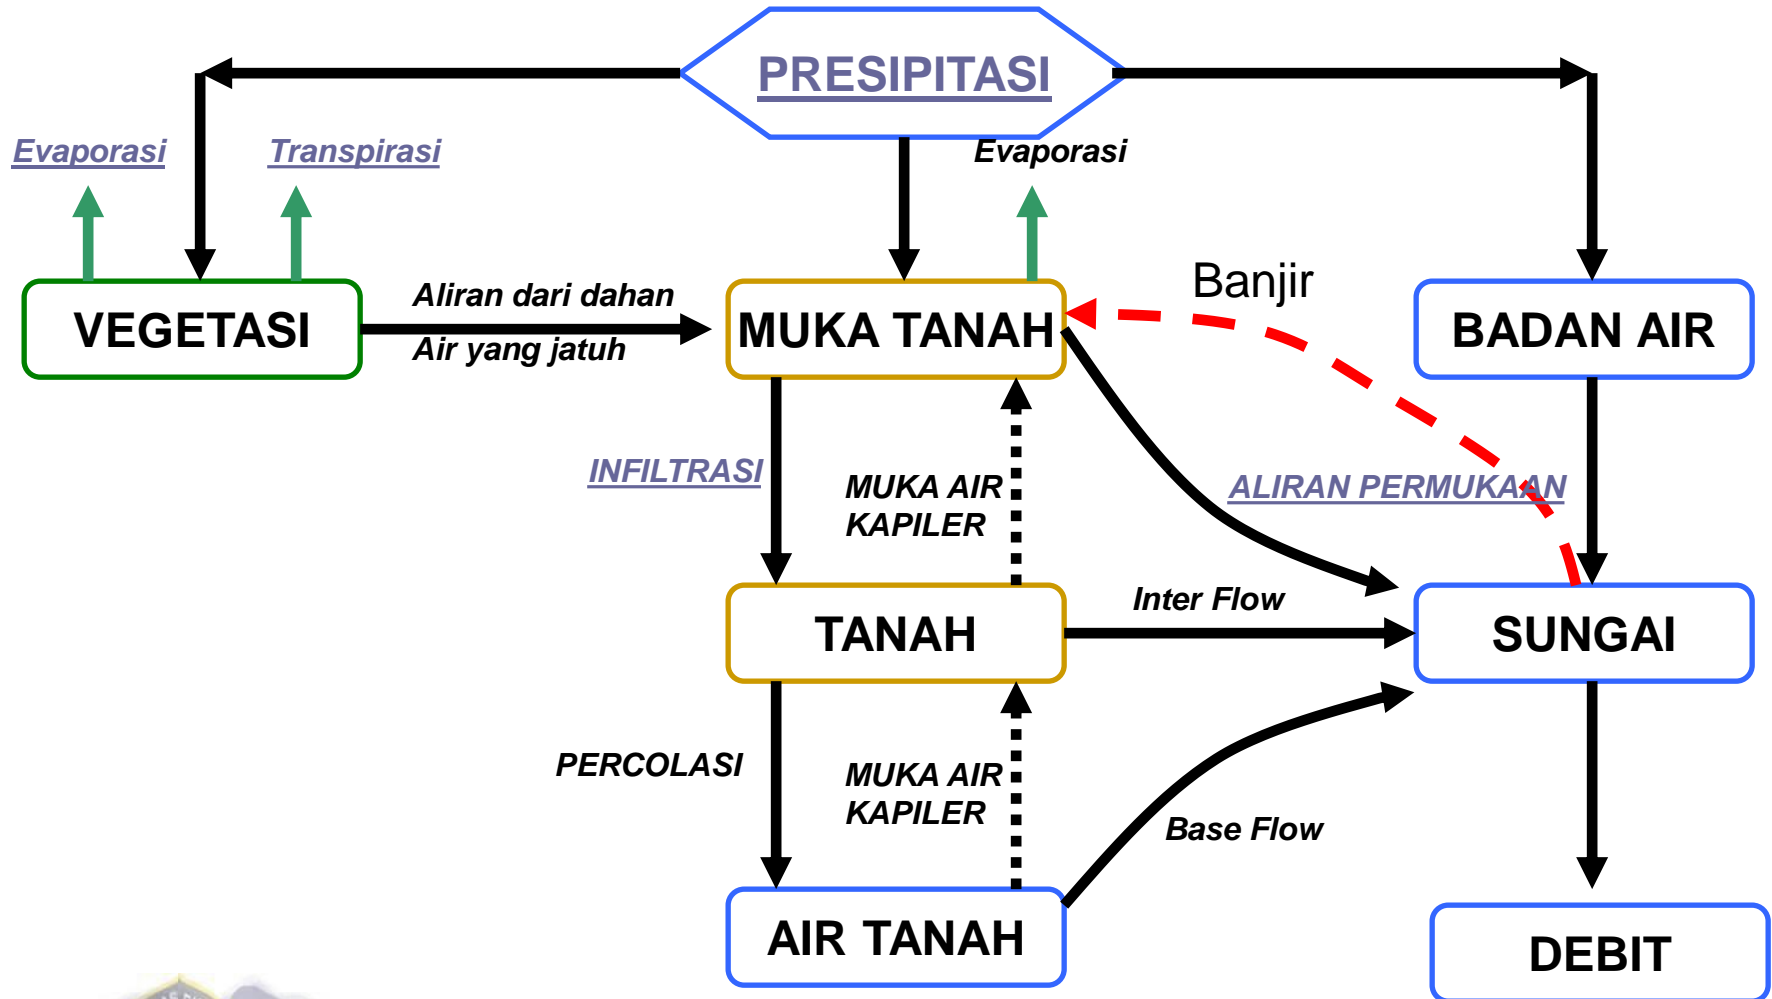 PRESIPITASI
Evaporasi
Transpirasi
Evaporasi
Banjir
VEGETASI
Aliran dari dahan
Air yang jatuh
MUKA TANAH
BADAN AIR
INFILTRASI
MUKA AIR
KAPILER
ALIRAN PERMUKAAN
TANAH
Inter Flow
SUNGAI
PERCOLASI
MUKA AIR
KAPILER
Base Flow
AIR TANAH
DEBIT